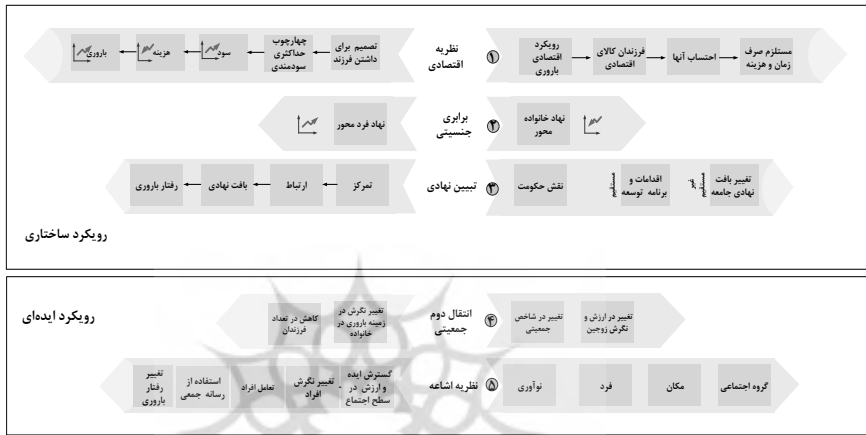 نظریه
اقتصادی
۱
رویکرد
اقتصادی
باروری
فرزندان کالای
اقتصادی
احتساب آنها
مستلزم صرف
زمان و هزینه
تصمیم برای
داشتن فرزند
چهارچوب
حداکثری
سودمندی
سود
هزینه
باروری
برابری
جنسیتی
۲
نهاد خانواده
محور
نهاد فرد محور
تبیین نهادی
۳
نقش حکومت
مستقیم
اقدامات و
برنامه توسعه
غیر
مستقیم
تغییر بافت
نهادی جامعه
تمرکز
ارتباط
بافت نهادی
رفتار باروری
رویکرد ساختاری
رویکرد ایده‌ای
انتقال دوم
جمعیتی
۴
تغییر در شاخص
جمعیتی
تغییر در ارزش و
نگرش زوجین
تغییر نگرش در
زمینه باروری در
خانواده
کاهش در تعداد
فرزندان
نظریه اشاعه
۵
نوآوری
فرد
مکان
گروه اجتماعی
گسترش ایده
و ارزش در
سطح اجتماع
تغییر نگرش
افراد
تعامل افراد
استفاده از
رسانه جمعی
تغییر
رفتار
باروری